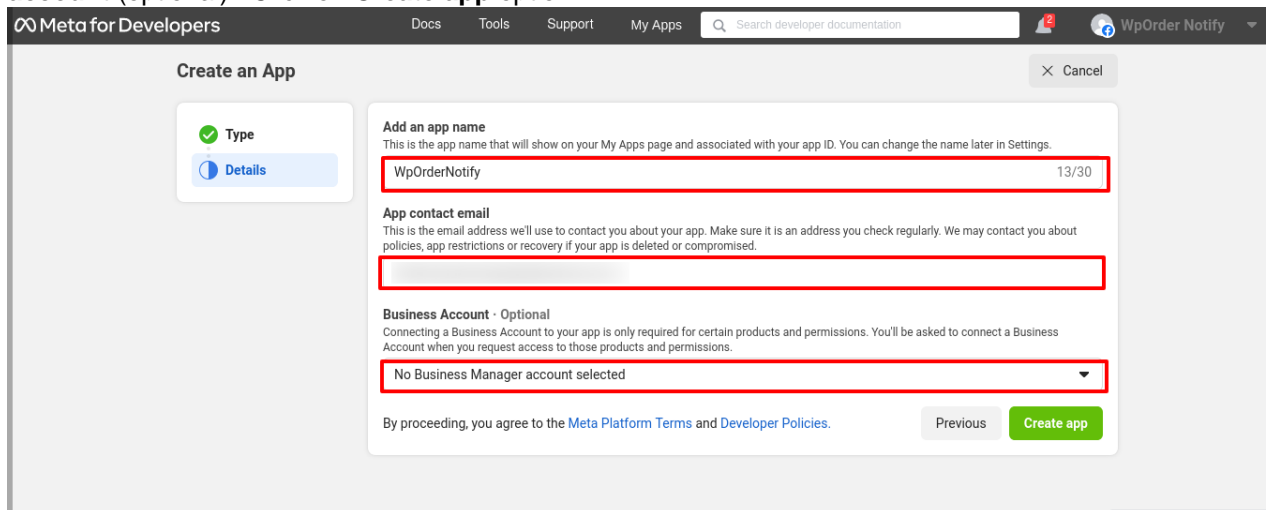 Meta for Developers Docs Tools Support My Apps Search developer documentation 2 WpOrder Notify
Create an App
Cancel
Type
Details
Add an app name
This is the app name that will show on your My Apps page and associated with your app ID. You can change the name later in Settings.
WpOrderNotify 13/30
App contact email
This is the email address we'll use to contact you about your app. Make sure it is an address you check regularly. We may contact you about
policies, app restrictions or recovery if your app is deleted or compromised.
Business Account · Optional
Connecting a Business Account to your app is only required for certain products and permissions. You'll be asked to connect a Business
Account when you request access to those products and permissions.
No Business Manager account selected
By proceeding, you agree to the Meta Platform Terms and Developer Policies.
Previous
Create app